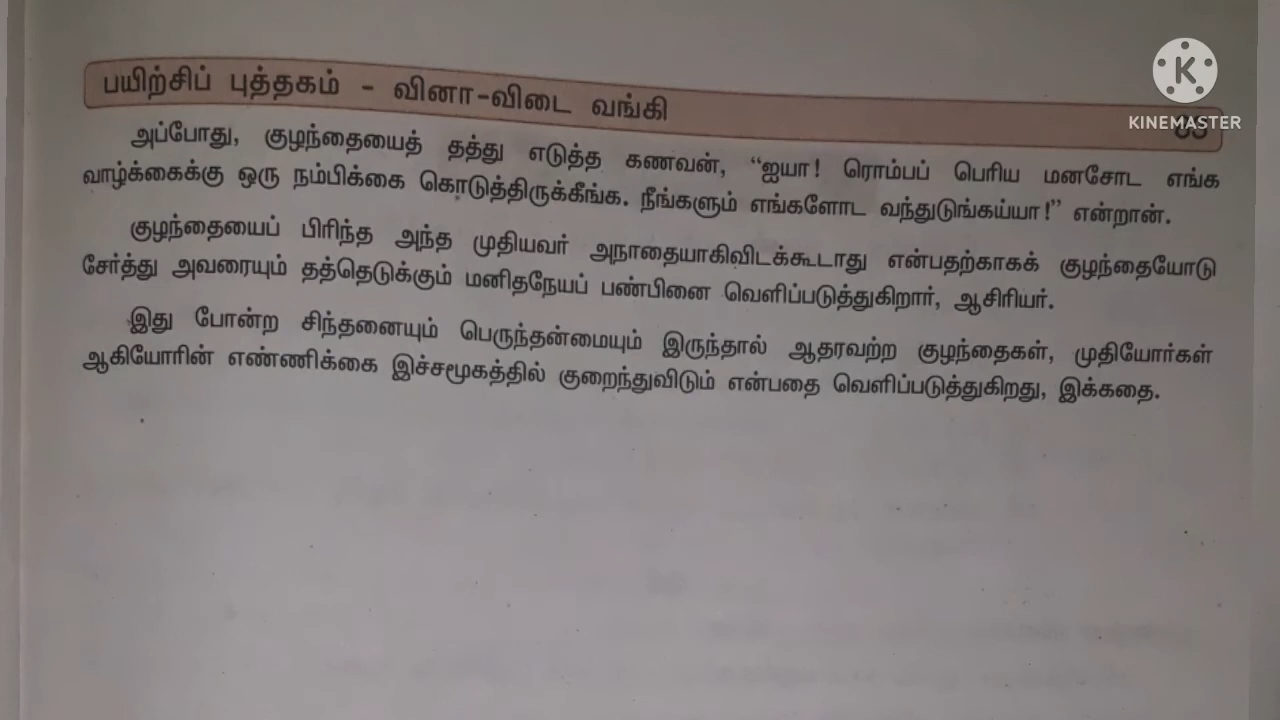 பயிற்சிப் புத்தகம் - வினா-விடை வங்கி
KINEMASTER
அப்போது, குழந்தையைத் தத்து எடுத்த கணவன், “ஐயா! ரொம்பப் பெரிய மனசோட எங்க
வாழ்க்கைக்கு ஒரு நம்பிக்கை கொடுத்திருக்கீங்க. நீங்களும் எங்களோட வந்துடுங்கய்யா!” என்றான்.
குழந்தையைப் பிரிந்த அந்த முதியவர் அநாதையாகிவிடக்கூடாது என்பதற்காகக் குழந்தையோடு
சேர்த்து அவரையும் தத்தெடுக்கும் மனிதநேயப் பண்பினை வெளிப்படுத்துகிறார், ஆசிரியர்.
இது போன்ற சிந்தனையும் பெருந்தன்மையும் இருந்தால் ஆதரவற்ற குழந்தைகள், முதியோர்கள்
ஆகியோரின் எண்ணிக்கை இச்சமூகத்தில் குறைந்துவிடும் என்பதை வெளிப்படுத்துகிறது, இக்கதை.